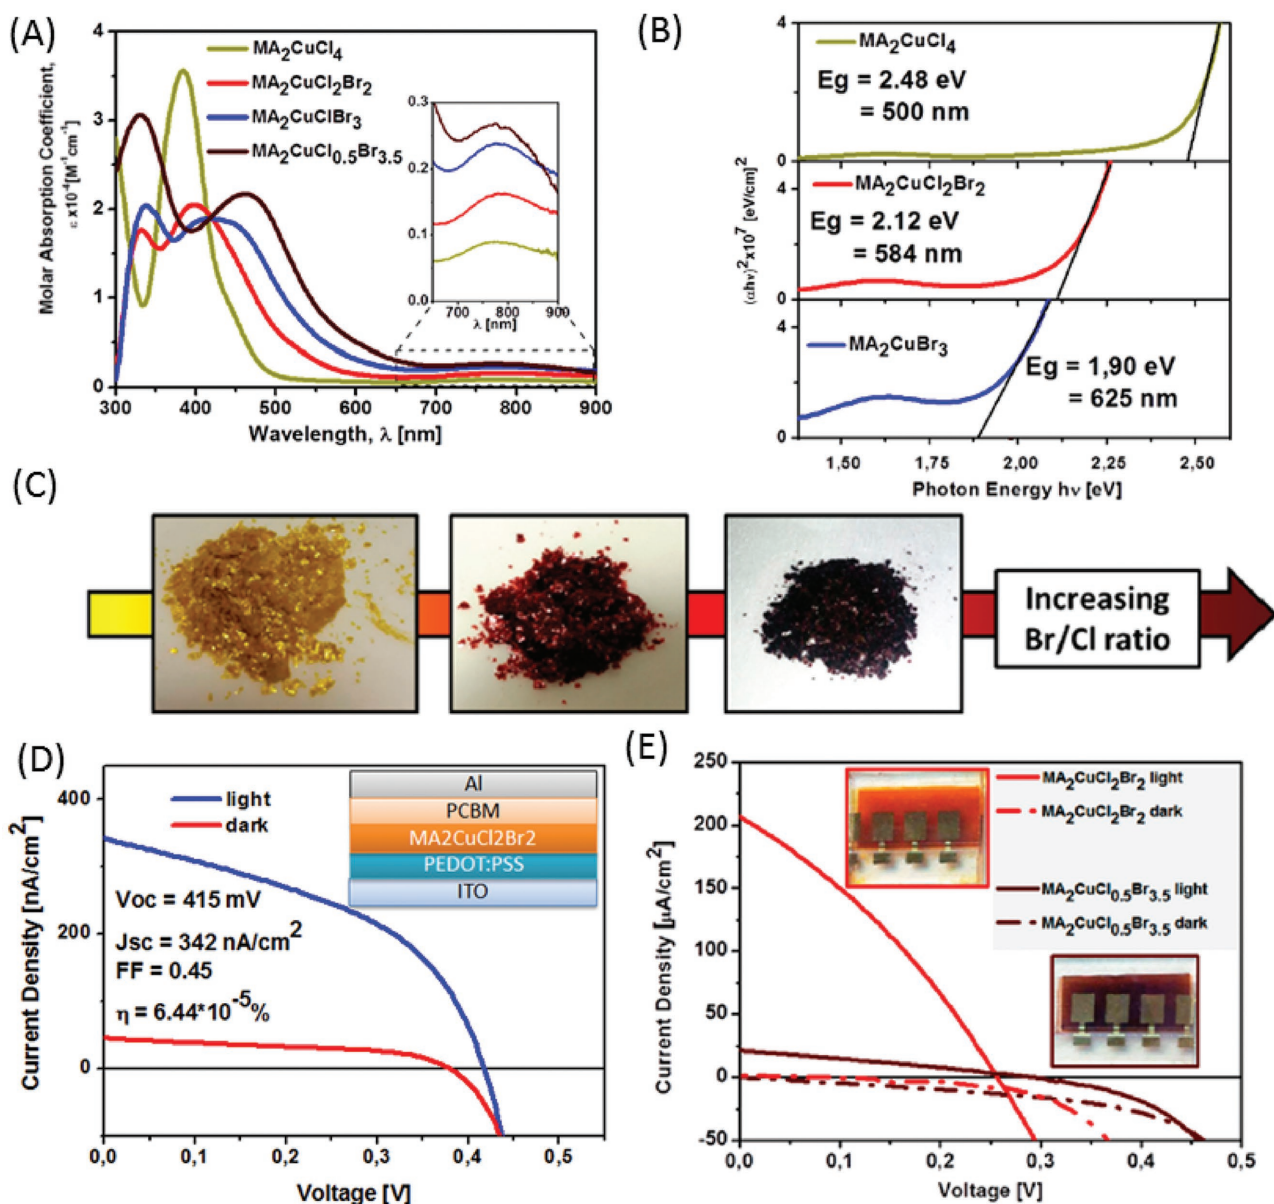 (A)
4
3
2
1
0
Molar Absorption Coefficient,
ε x10⁻⁴[M⁻¹cm⁻¹]
MA₂CuCl₄
MA₂CuCl₂Br₂
MA₂CuClBr₃
MA₂CuCl₀.₅Br₃.₅
0.3
0.2
0.1
0.0
700 800 900
λ [nm]
300 400 500 600 700 800 900
Wavelength, λ [nm]
(B)
4
0
4
0
4
0
(αhν)²x10⁷ [eV/cm]²
MA₂CuCl₄
Eg = 2.48 eV
= 500 nm
MA₂CuCl₂Br₂
Eg = 2.12 eV
= 584 nm
MA₂CuBr₃
Eg = 1,90 eV
= 625 nm
1,50 1,75 2,00 2,25 2,50
Photon Energy hν [eV]
(C)
Increasing
Br/Cl ratio
(D)
400
200
0
Current Density [nA/cm²]
light
dark
Al
PCBM
MA2CuCl2Br2
PEDOT:PSS
ITO
Voc = 415 mV
Jsc = 342 nA/cm²
FF = 0.45
η = 6.44*10⁻⁵%
0,0 0,1 0,2 0,3 0,4 0,5
Voltage [V]
(E)
250
200
150
100
50
0
-50
Current Density [µA/cm²]
MA₂CuCl₂Br₂ light
MA₂CuCl₂Br₂ dark
MA₂CuCl₀.₅Br₃.₅ light
MA₂CuCl₀.₅Br₃.₅ dark
0,0 0,1 0,2 0,3 0,4 0,5
Voltage [V]